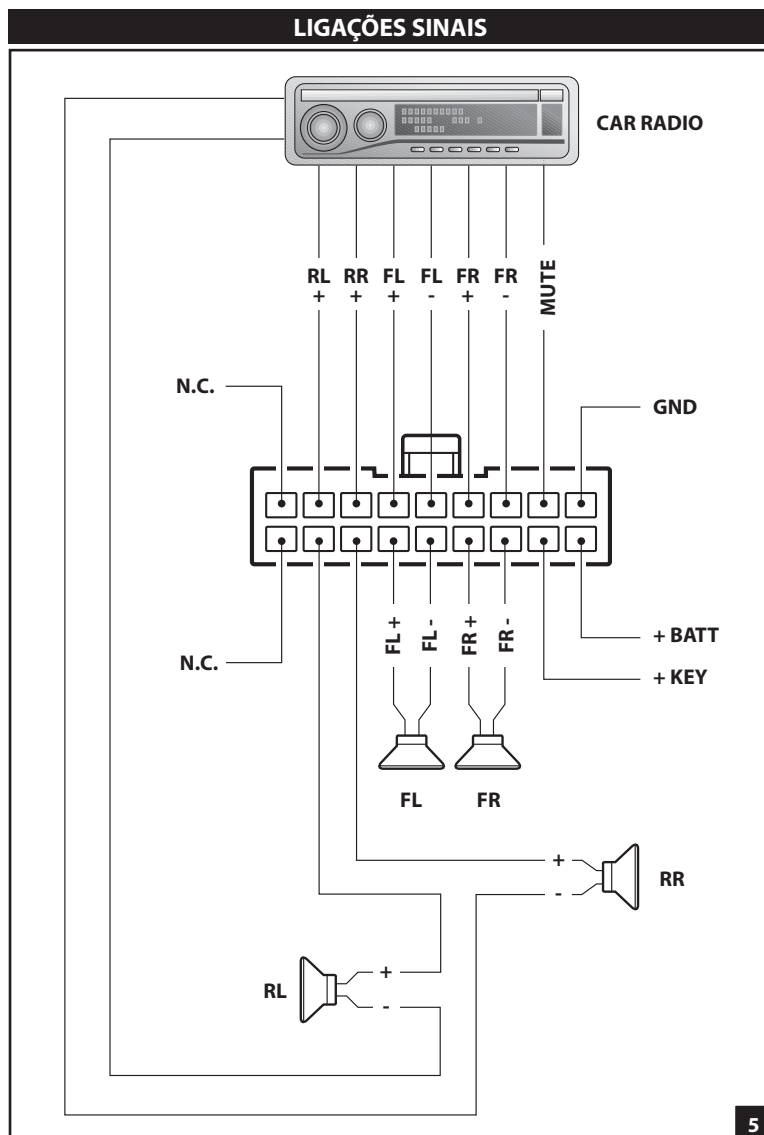 LIGAÇÕES SINAIS
CAR RADIO
RL RR FL FL FR FR MUTE
+ + + - + -
N.C.
GND
FL + FL - FR + FR -
+ BATT
N.C.
+ KEY
FL FR
+
RR
-
+
RL
-
5